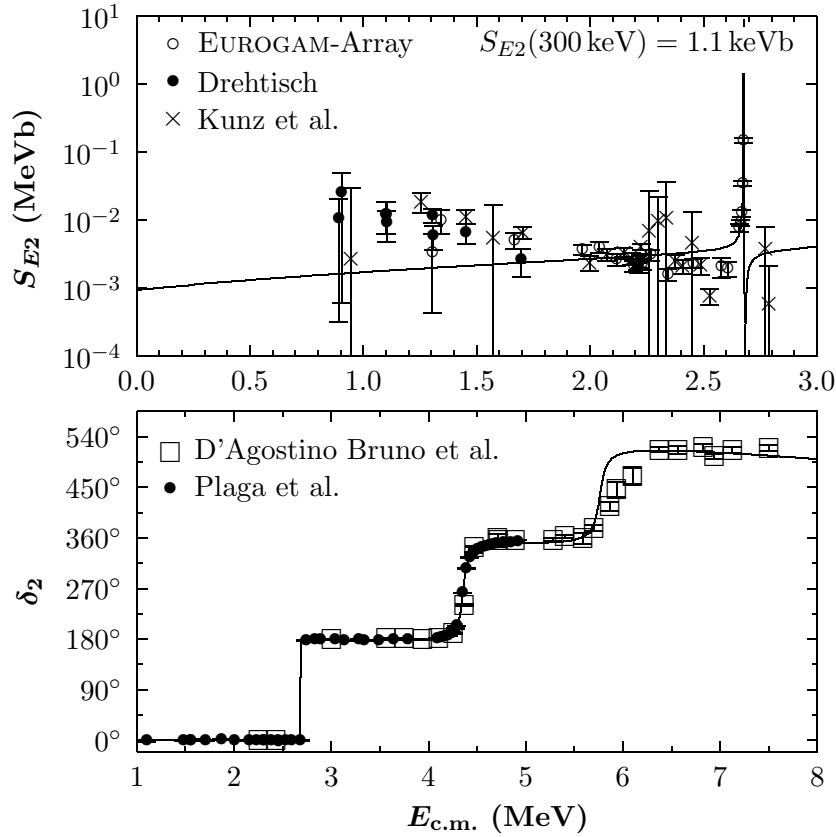 10^1
10^0
10^-1
10^-2
10^-3
10^-4
S_E2 (MeVb)
EUROGAM-Array
S_E2(300 keV) = 1.1 keVb
Drehtisch
Kunz et al.
0.0 0.5 1.0 1.5 2.0 2.5 3.0
540°
450°
360°
270°
180°
90°
0°
δ_2
D'Agostino Bruno et al.
Plaga et al.
1 2 3 4 5 6 7 8
E_c.m. (MeV)